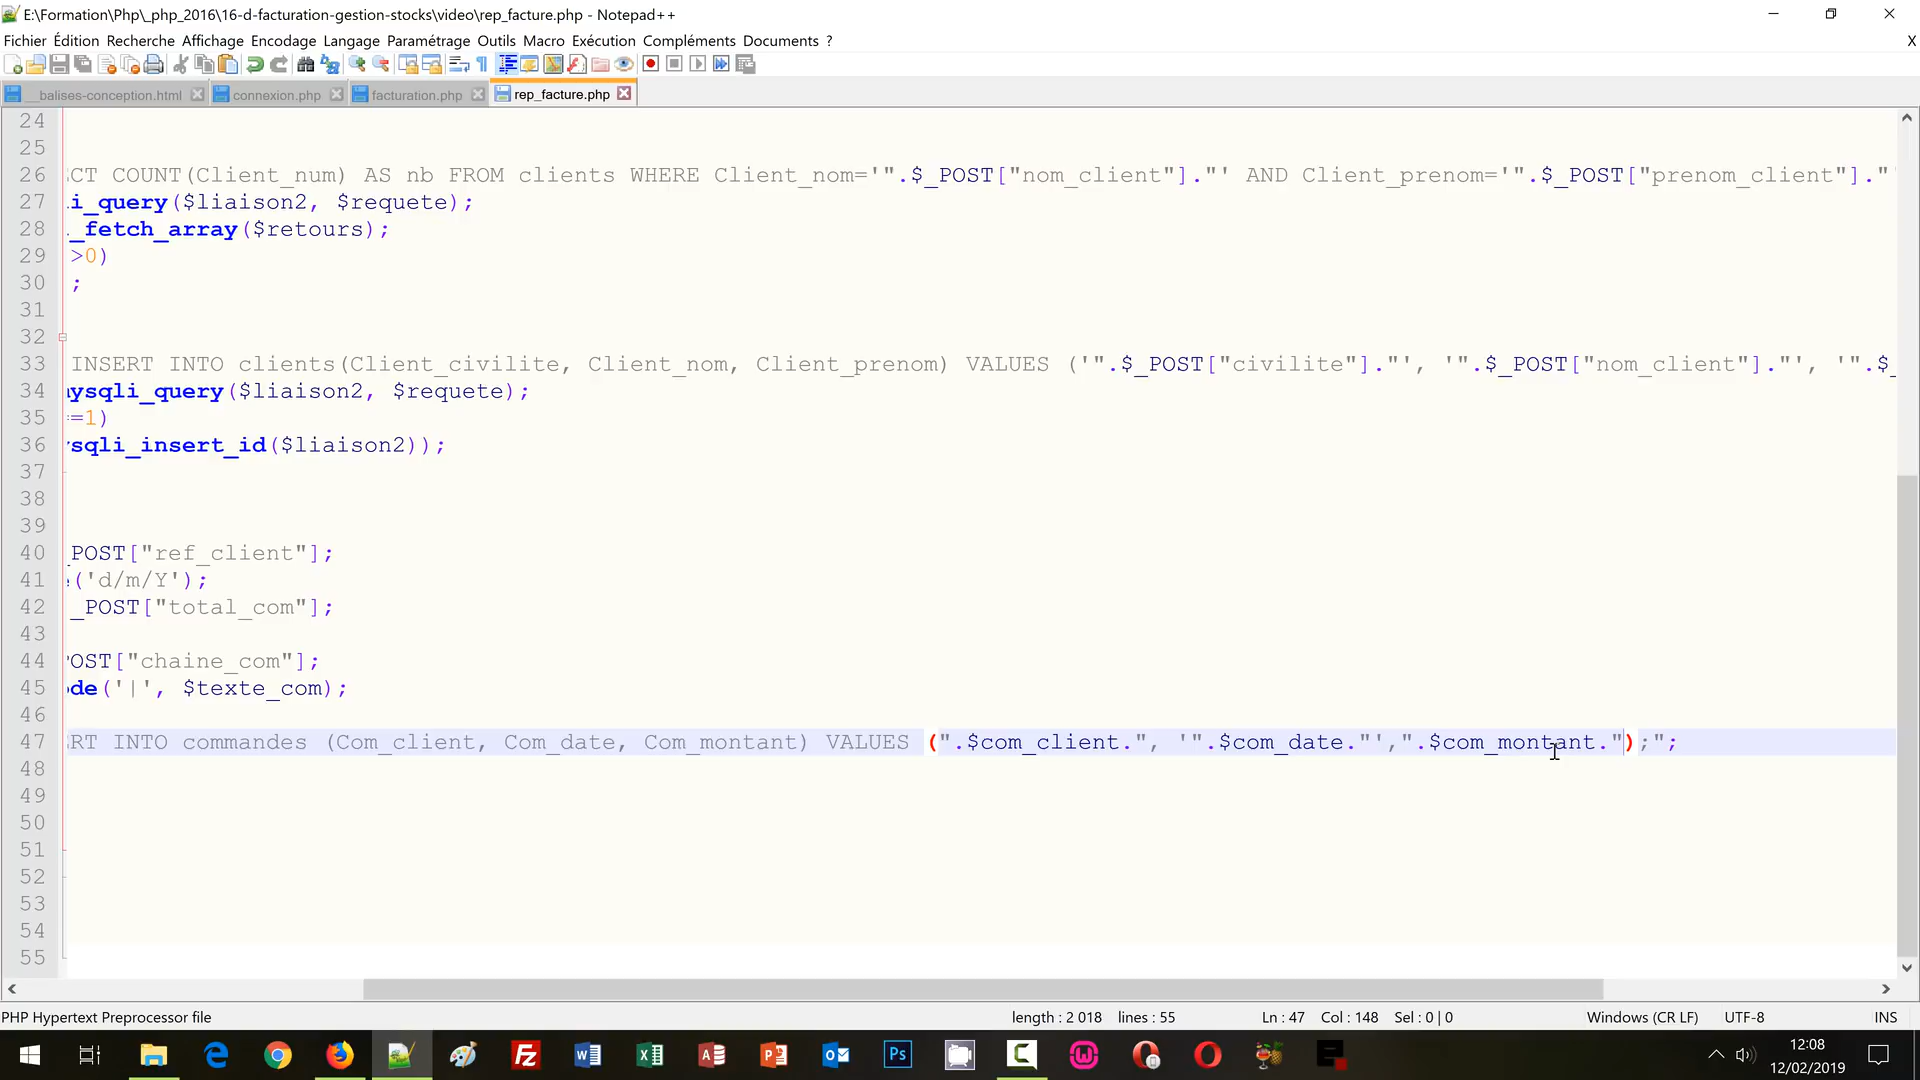 E:\Formation\Php\_php_2016\16-d-facturation-gestion-stocks\video\rep_facture.php - Notepad++
Fichier Édition Recherche Affichage Encodage Langage Paramétrage Outils Macro Exécution Compléments Documents ? X
__balises-conception.html connexion.php facturation.php rep_facture.php
24
25
26 CT COUNT(Client_num) AS nb FROM clients WHERE Client_nom='".$_POST["nom_client"]."' AND Client_prenom='".$_POST["prenom_client"]."'
27 i_query($liaison2, $requete);
28 _fetch_array($retours);
29 >0)
30 ;
31
32
33 INSERT INTO clients(Client_civilite, Client_nom, Client_prenom) VALUES ('".$_POST["civilite"]."', '".$_POST["nom_client"]."', '".$_
34 ysqli_query($liaison2, $requete);
35 ==1)
36 ysqli_insert_id($liaison2));
37
38
39
40 _POST["ref_client"];
41 e('d/m/Y');
42 _POST["total_com"];
43
44 POST["chaine_com"];
45 ode('|', $texte_com);
46
47 ERT INTO commandes (Com_client, Com_date, Com_montant) VALUES (".$com_client.", '".$com_date."',".$com_montant.");";
48
49
50
51
52
53
54
55
PHP Hypertext Preprocessor file length : 2 018 lines : 55 Ln : 47 Col : 148 Sel : 0 | 0 Windows (CR LF) UTF-8 INS
12:08
12/02/2019